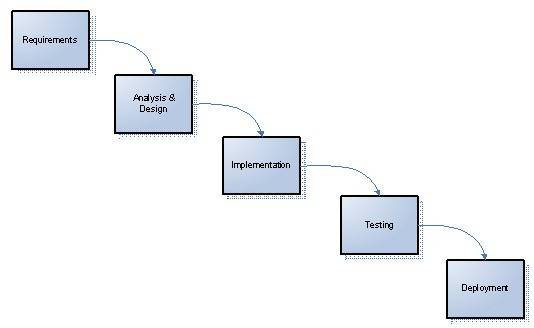 Requirements
Analysis &
Design
Implementation
Testing
Deployment